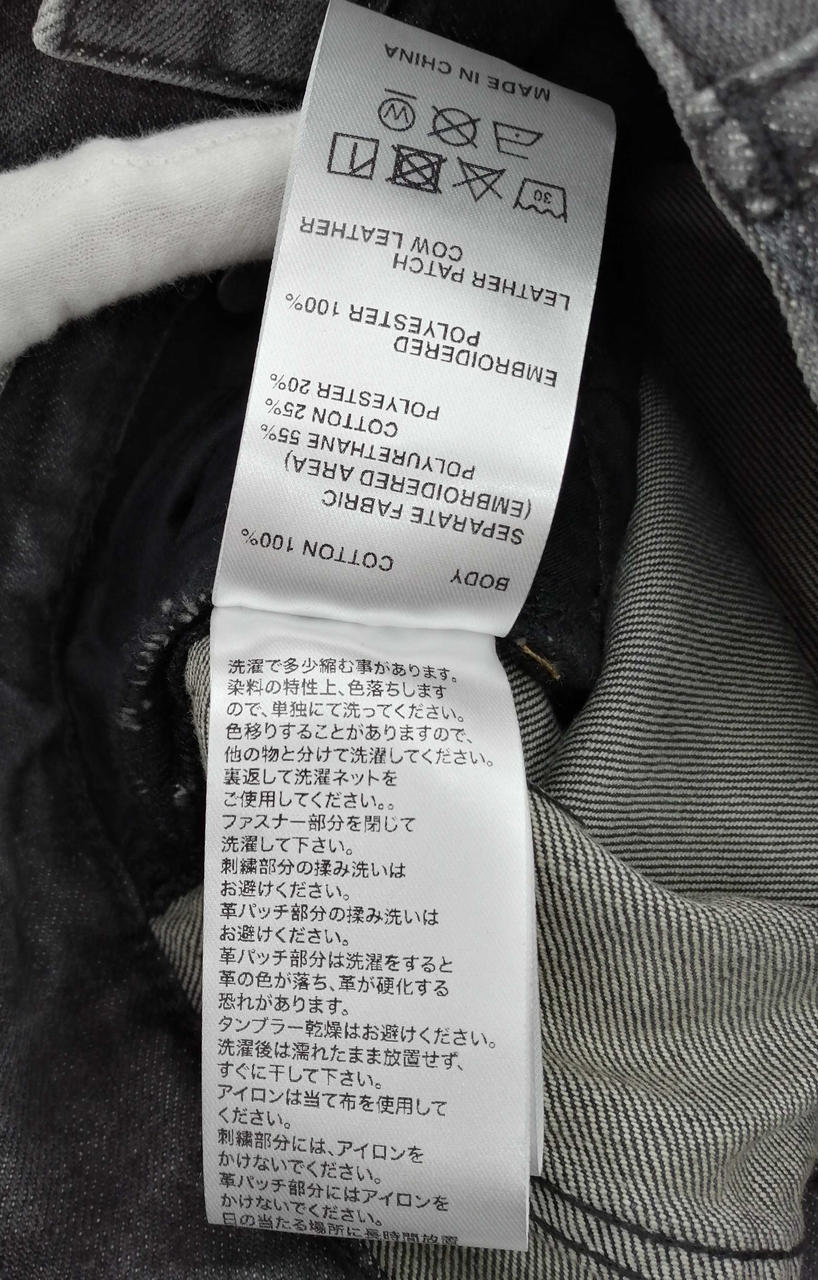 BODY COTTON 100%
SEPARATE FABRIC
(EMBROIDERED AREA)
POLYURETHANE 55%
COTTON 25%
POLYESTER 20%
EMBROIDERED
POLYESTER 100%
LEATHER PATCH
COW LEATHER
30
W
MADE IN CHINA
洗濯で多少縮む事があります。
染料の特性上、色落ちします
ので、単独にて洗ってください。
色移りすることがありますので、
他の物と分けて洗濯してください。
裏返して洗濯ネットを
ご使用してください。。
ファスナー部分を閉じて
洗濯して下さい。
刺繍部分の揉み洗いは
お避けください。
革パッチ部分の揉み洗いは
お避けください。
革パッチ部分は洗濯をすると
革の色が落ち、革が硬化する
恐れがあります。
タンブラー乾燥はお避けください。
洗濯後は濡れたまま放置せず、
すぐに干して下さい。
アイロンは当て布を使用して
ください。
刺繍部分には、アイロンを
かけないでください。
革パッチ部分にはアイロンを
かけないでください。
日の当たる場所に長時間放置